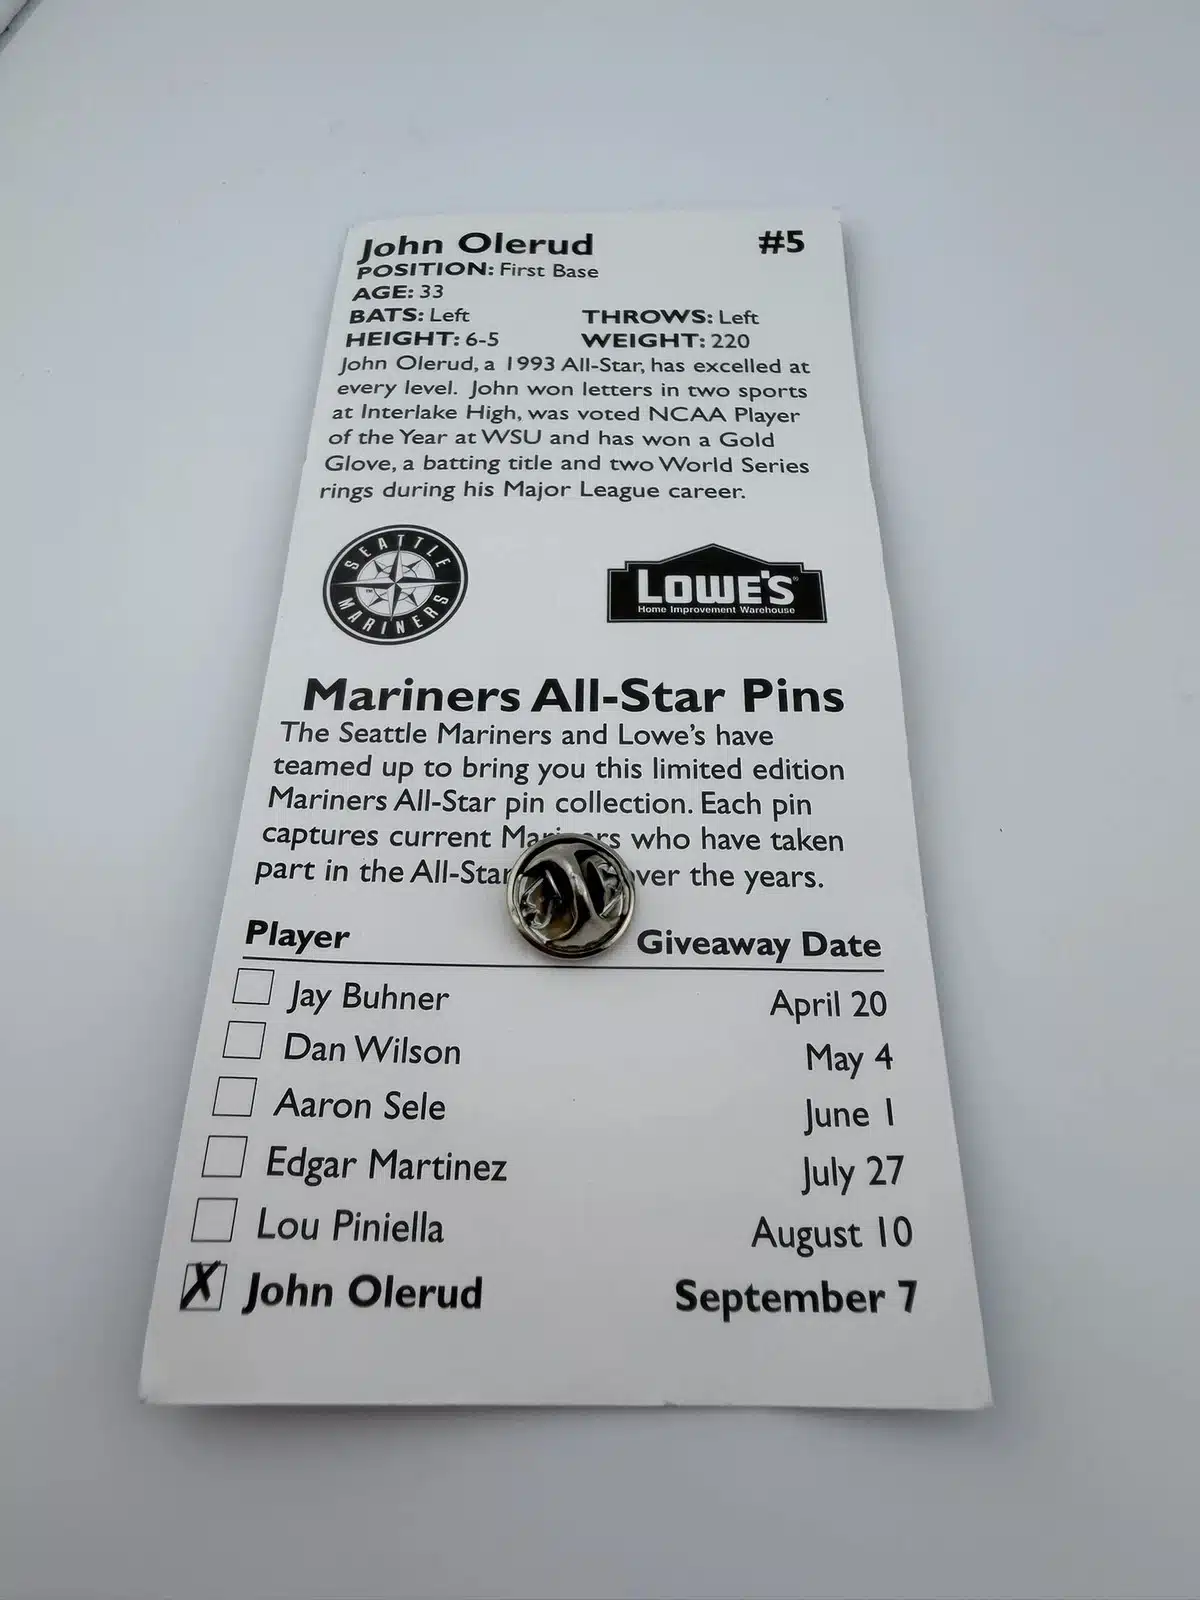 John Olerud #5
POSITION: First Base
AGE: 33
BATS: Left THROWS: Left
HEIGHT: 6-5 WEIGHT: 220
John Olerud, a 1993 All-Star, has excelled at
every level. John won letters in two sports
at Interlake High, was voted NCAA Player
of the Year at WSU and has won a Gold
Glove, a batting title and two World Series
rings during his Major League career.
SEATTLE MARINERS
TM
LOWE'S®
Home Improvement Warehouse
Mariners All-Star Pins
The Seattle Mariners and Lowe's have
teamed up to bring you this limited edition
Mariners All-Star pin collection. Each pin
captures current Mariners who have taken
part in the All-Star over the years.
Player Giveaway Date
Jay Buhner April 20
Dan Wilson May 4
Aaron Sele June 1
Edgar Martinez July 27
Lou Piniella August 10
X John Olerud September 7